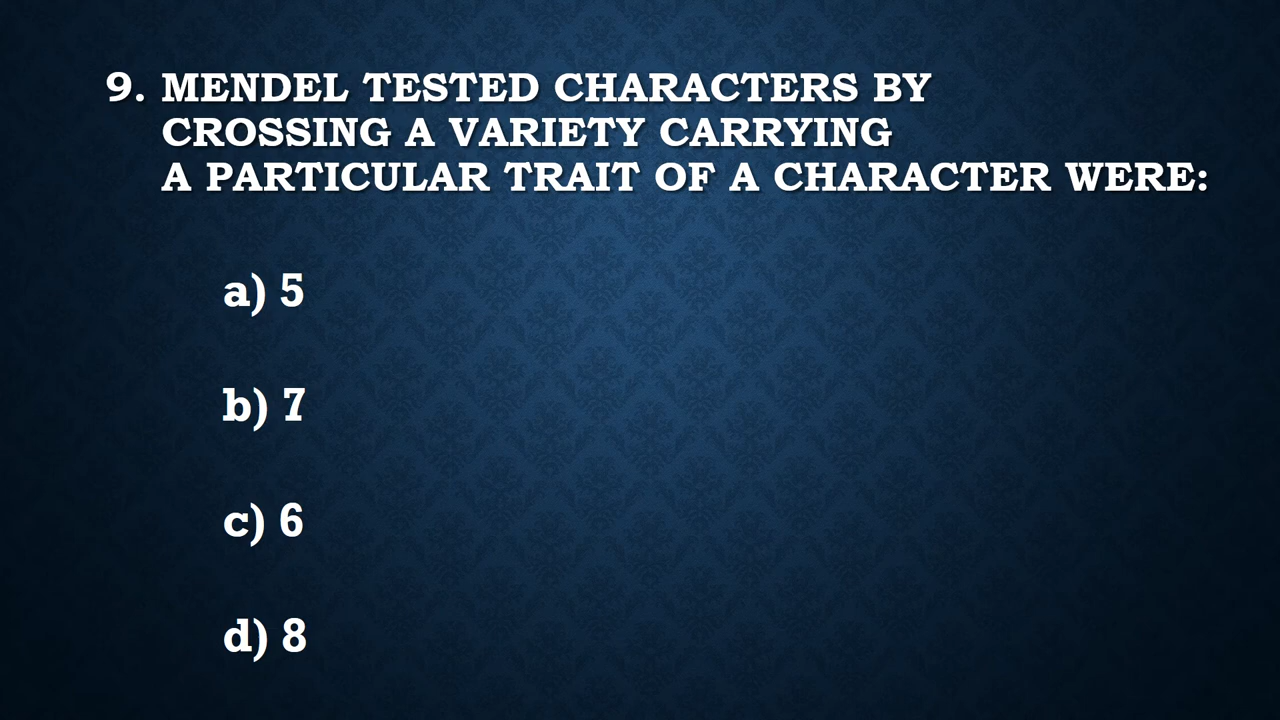 9. MENDEL TESTED CHARACTERS BY
CROSSING A VARIETY CARRYING
A PARTICULAR TRAIT OF A CHARACTER WERE:
a) 5
b) 7
c) 6
d) 8